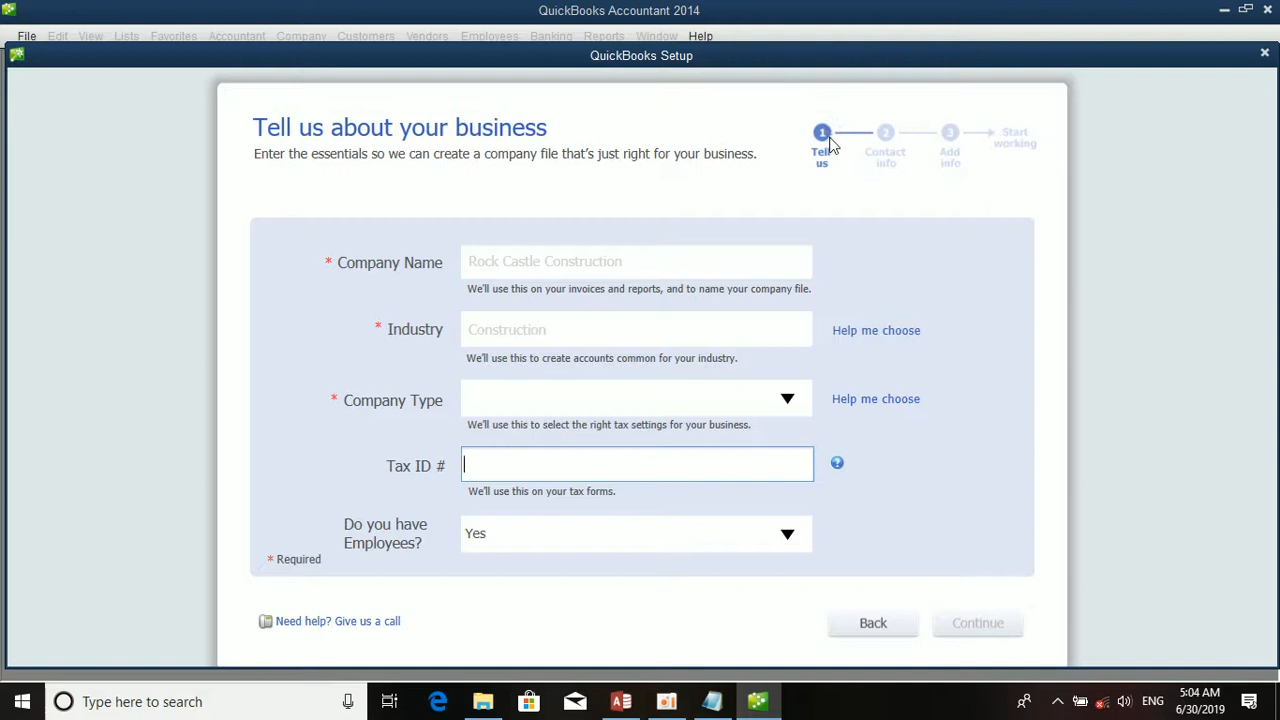 QuickBooks Accountant 2014
File Edit View Lists Favorites Accountant Company Customers Vendors Employees Banking Reports Window Help
QuickBooks Setup
Tell us about your business
Enter the essentials so we can create a company file that's just right for your business.
1 2 3 Start working
Tell us Contact info Add info
* Company Name Rock Castle Construction
We'll use this on your invoices and reports, and to name your company file.
* Industry Construction Help me choose
We'll use this to create accounts common for your industry.
* Company Type Help me choose
We'll use this to select the right tax settings for your business.
Tax ID # ?
We'll use this on your tax forms.
Do you have
Employees? Yes
* Required
Need help? Give us a call Back Continue
Type here to search ENG 5:04 AM
6/30/2019